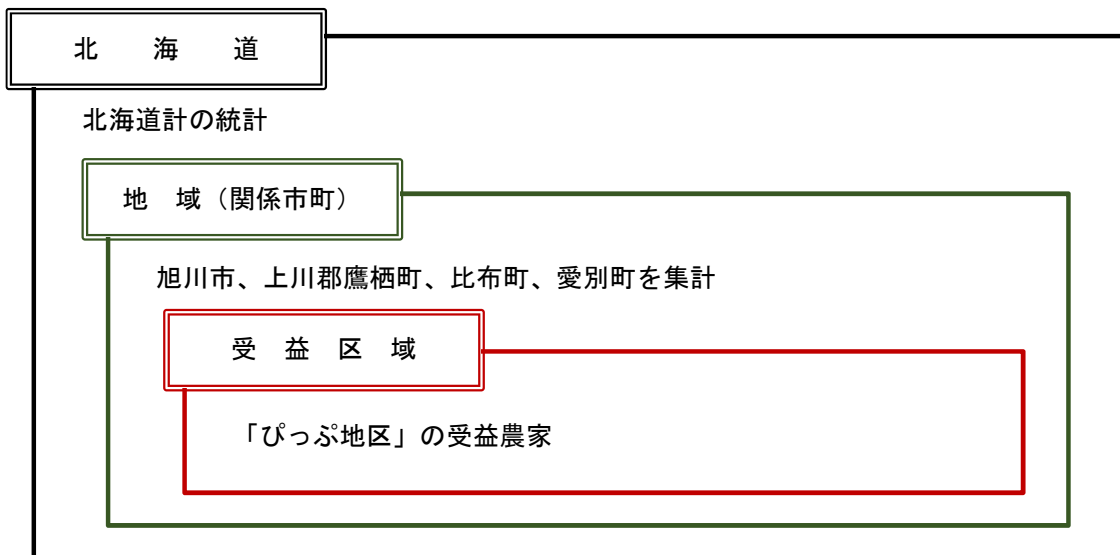 北　海　道
北海道計の統計
地　域（関係市町）
旭川市、上川郡鷹栖町、比布町、愛別町を集計
受　益　区　域
「ぴっぷ地区」の受益農家